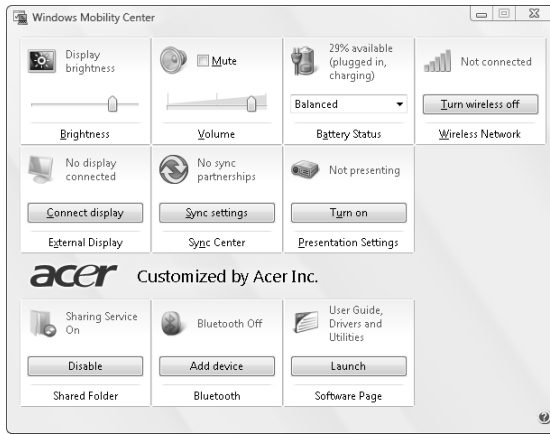 Windows Mobility Center
Display
brightness
Brightness
Mute
Volume
29% available
(plugged in,
charging)
Balanced
Battery Status
Not connected
Turn wireless off
Wireless Network
No display
connected
Connect display
External Display
No sync
partnerships
Sync settings
Sync Center
Not presenting
Turn on
Presentation Settings
acer Customized by Acer Inc.
Sharing Service
On
Disable
Shared Folder
Bluetooth Off
Add device
Bluetooth
User Guide,
Drivers and
Utilities
Launch
Software Page